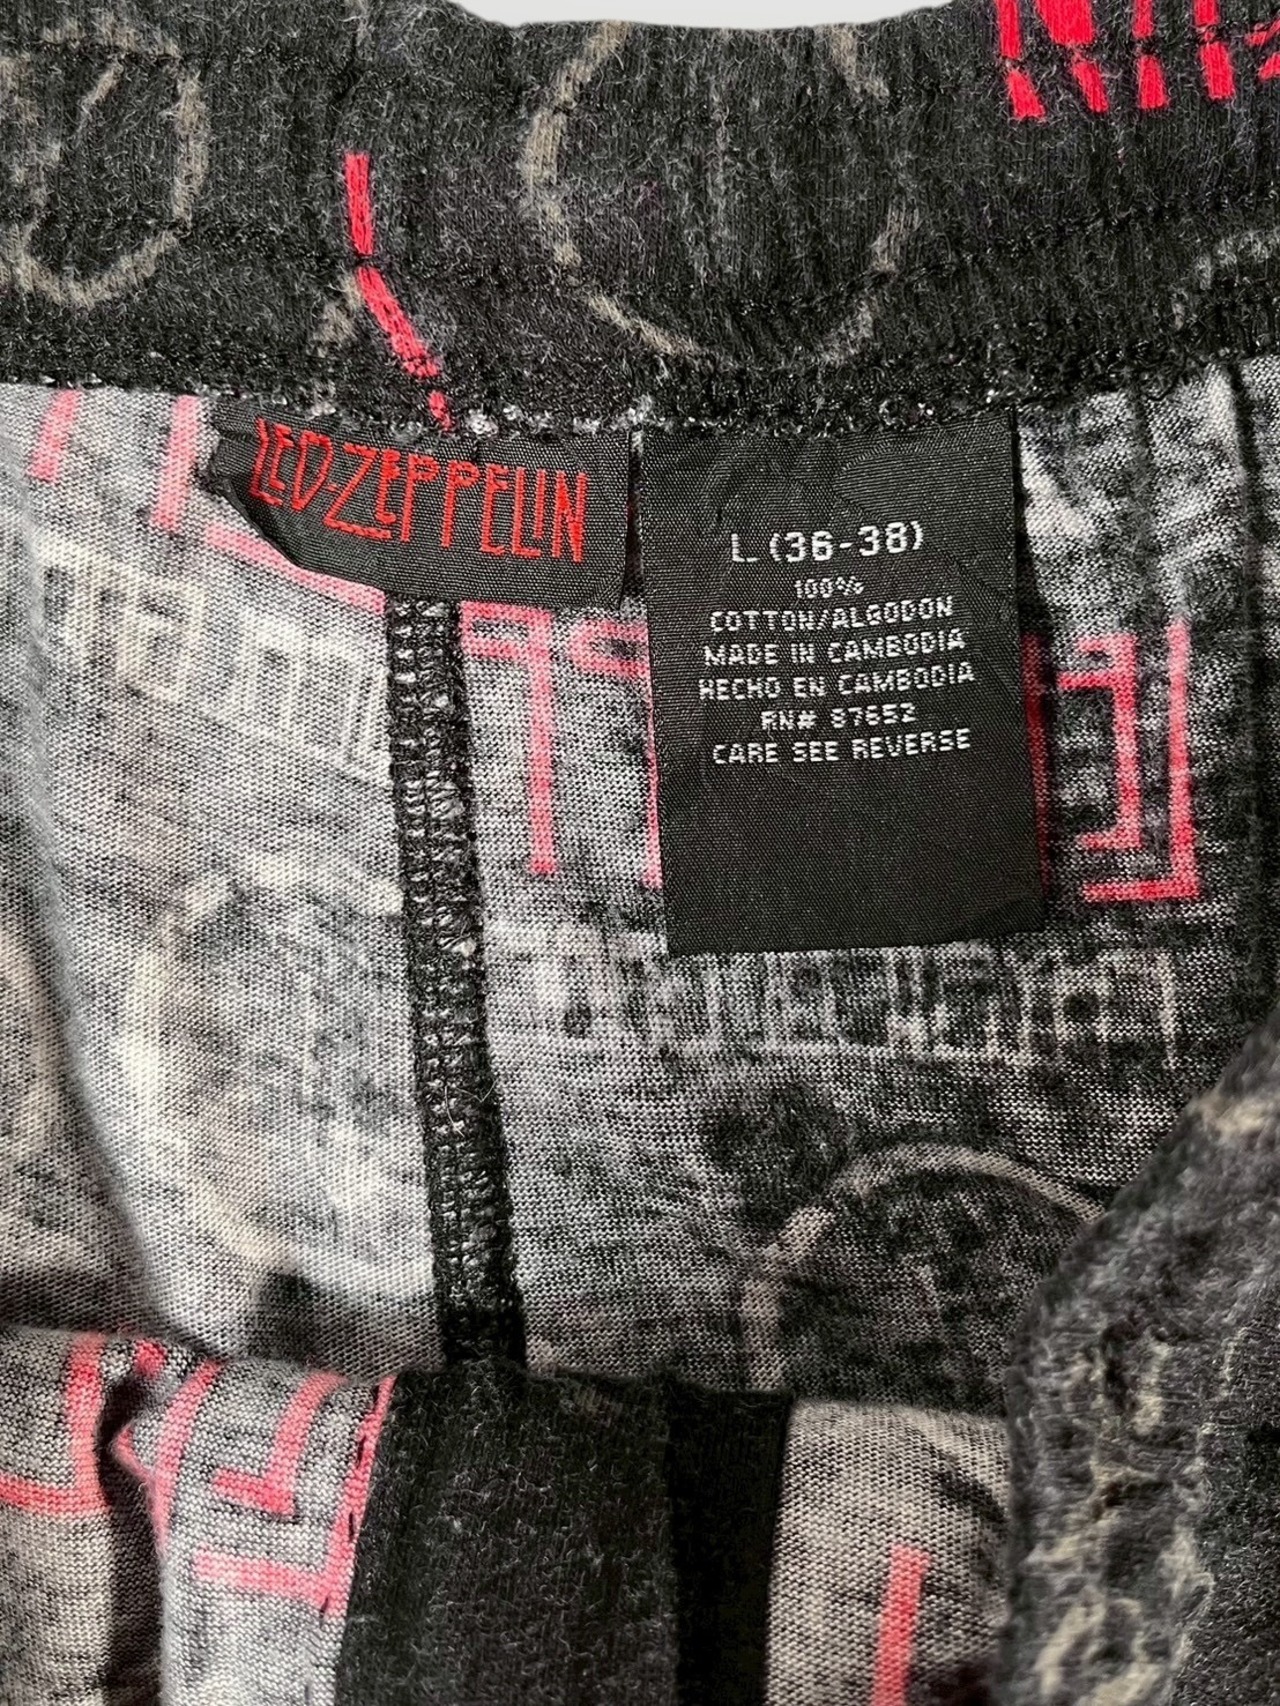 LED-ZEPPELIN
L (36-38)
100%
COTTON/ALGODON
MADE IN CAMBODIA
HECHO EN CAMBODIA
RN# 87652
CARE SEE REVERSE